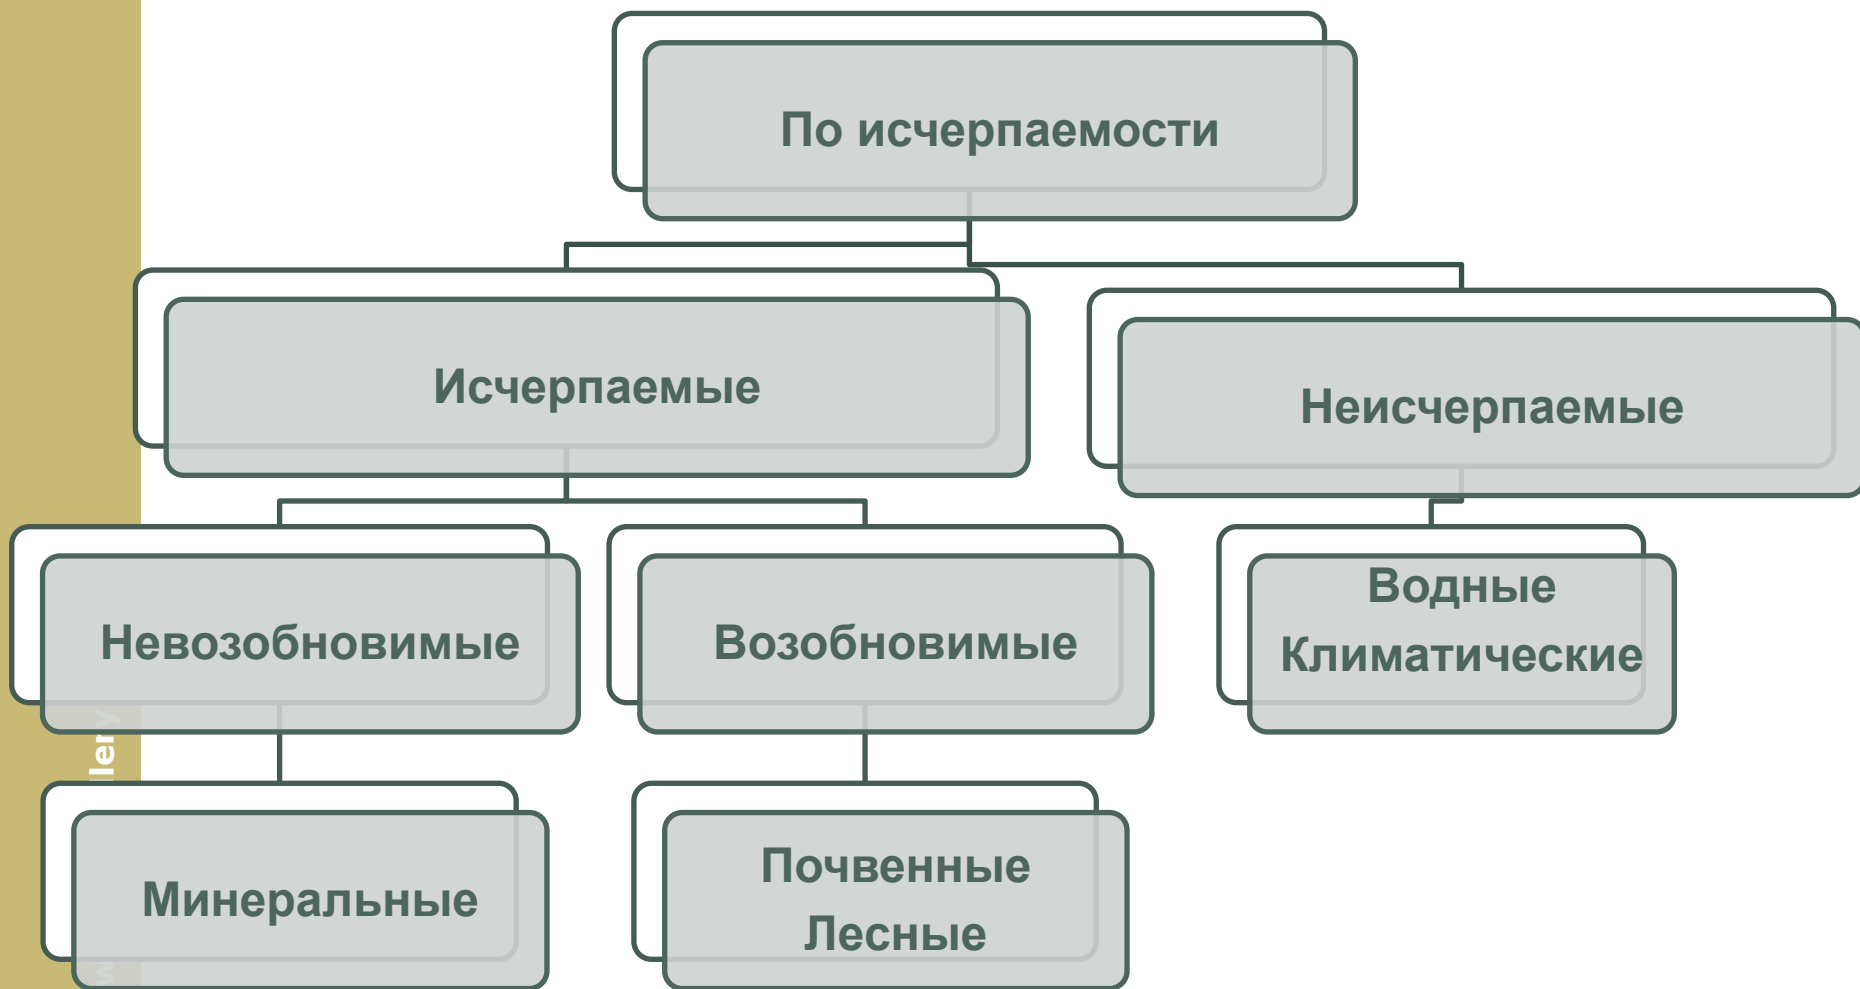 По исчерпаемости
Исчерпаемые
Неисчерпаемые
Невозобновимые
Возобновимые
Водные
Климатические
Минеральные
Почвенные
Лесные